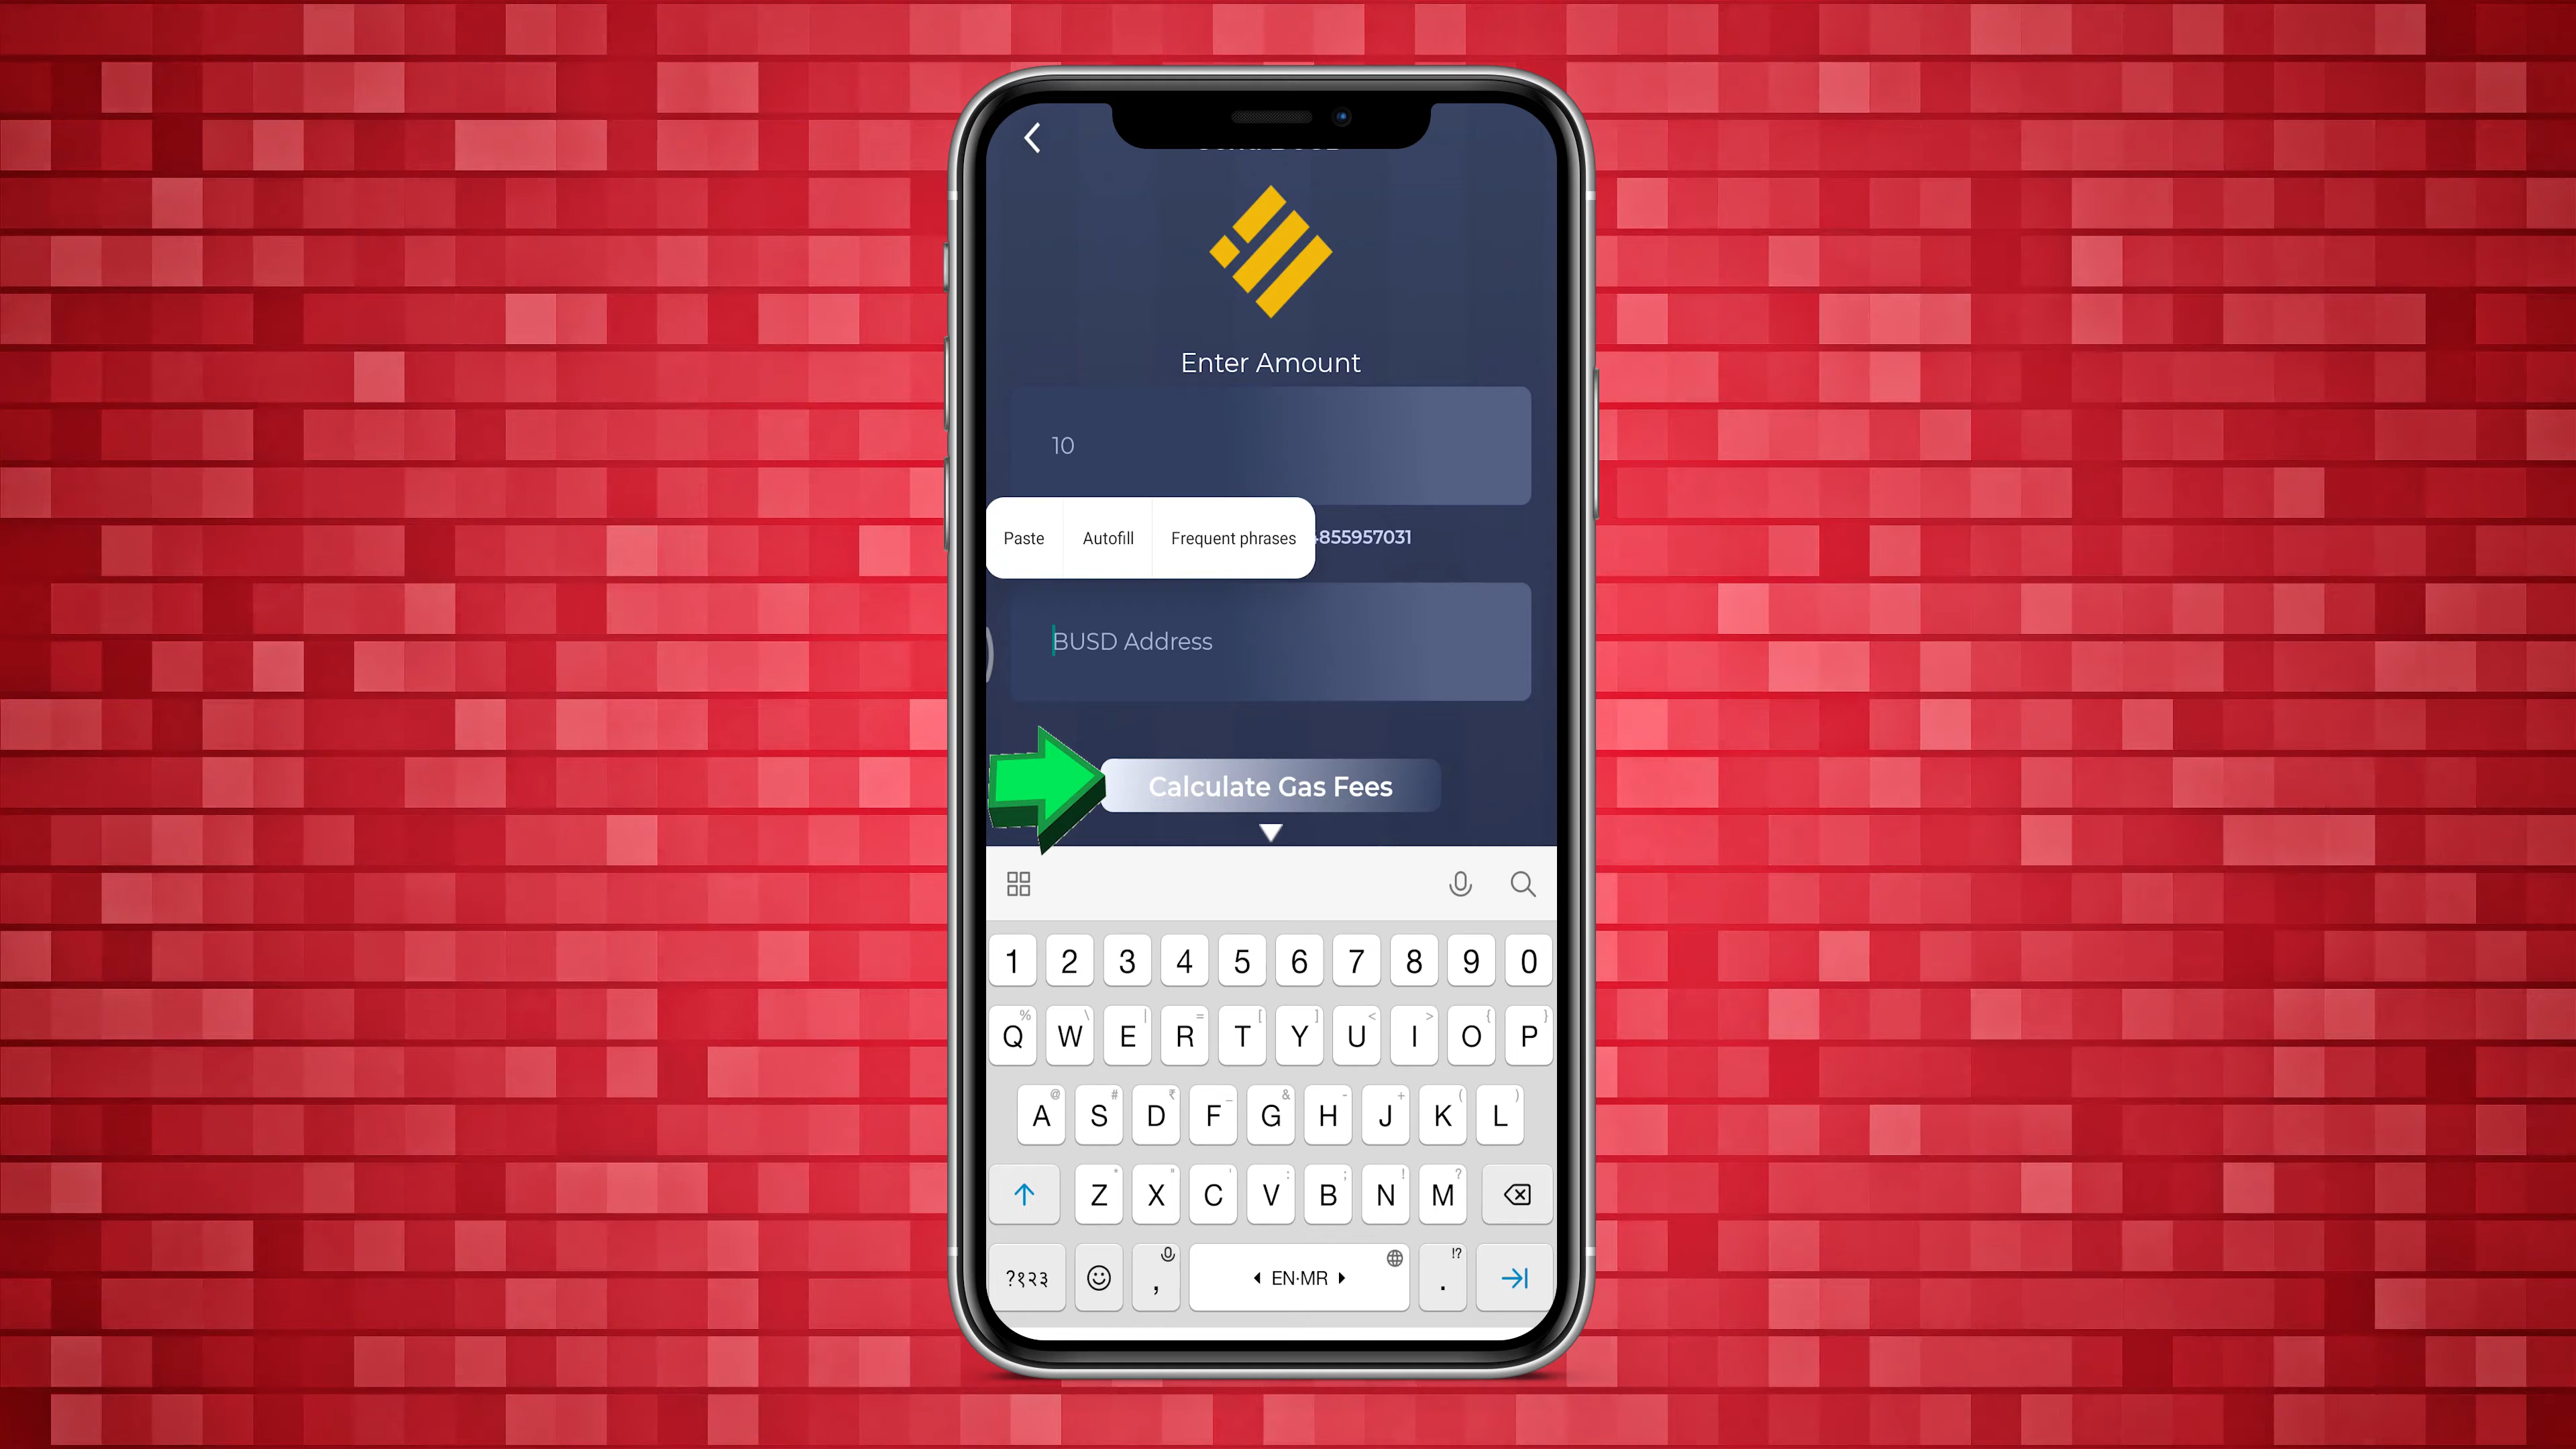 Enter Amount
10
Paste Autofill Frequent phrases
855957031
BUSD Address
Calculate Gas Fees
1 2 3 4 5 6 7 8 9 0
% \ | = [ ] < > { }
Q W E R T Y U I O P
@ # ₹ _ & - + ( )
A S D F G H J K L
* " ' : ; ! ?
Z X C V B N M
!?
?१२३ , EN·MR .